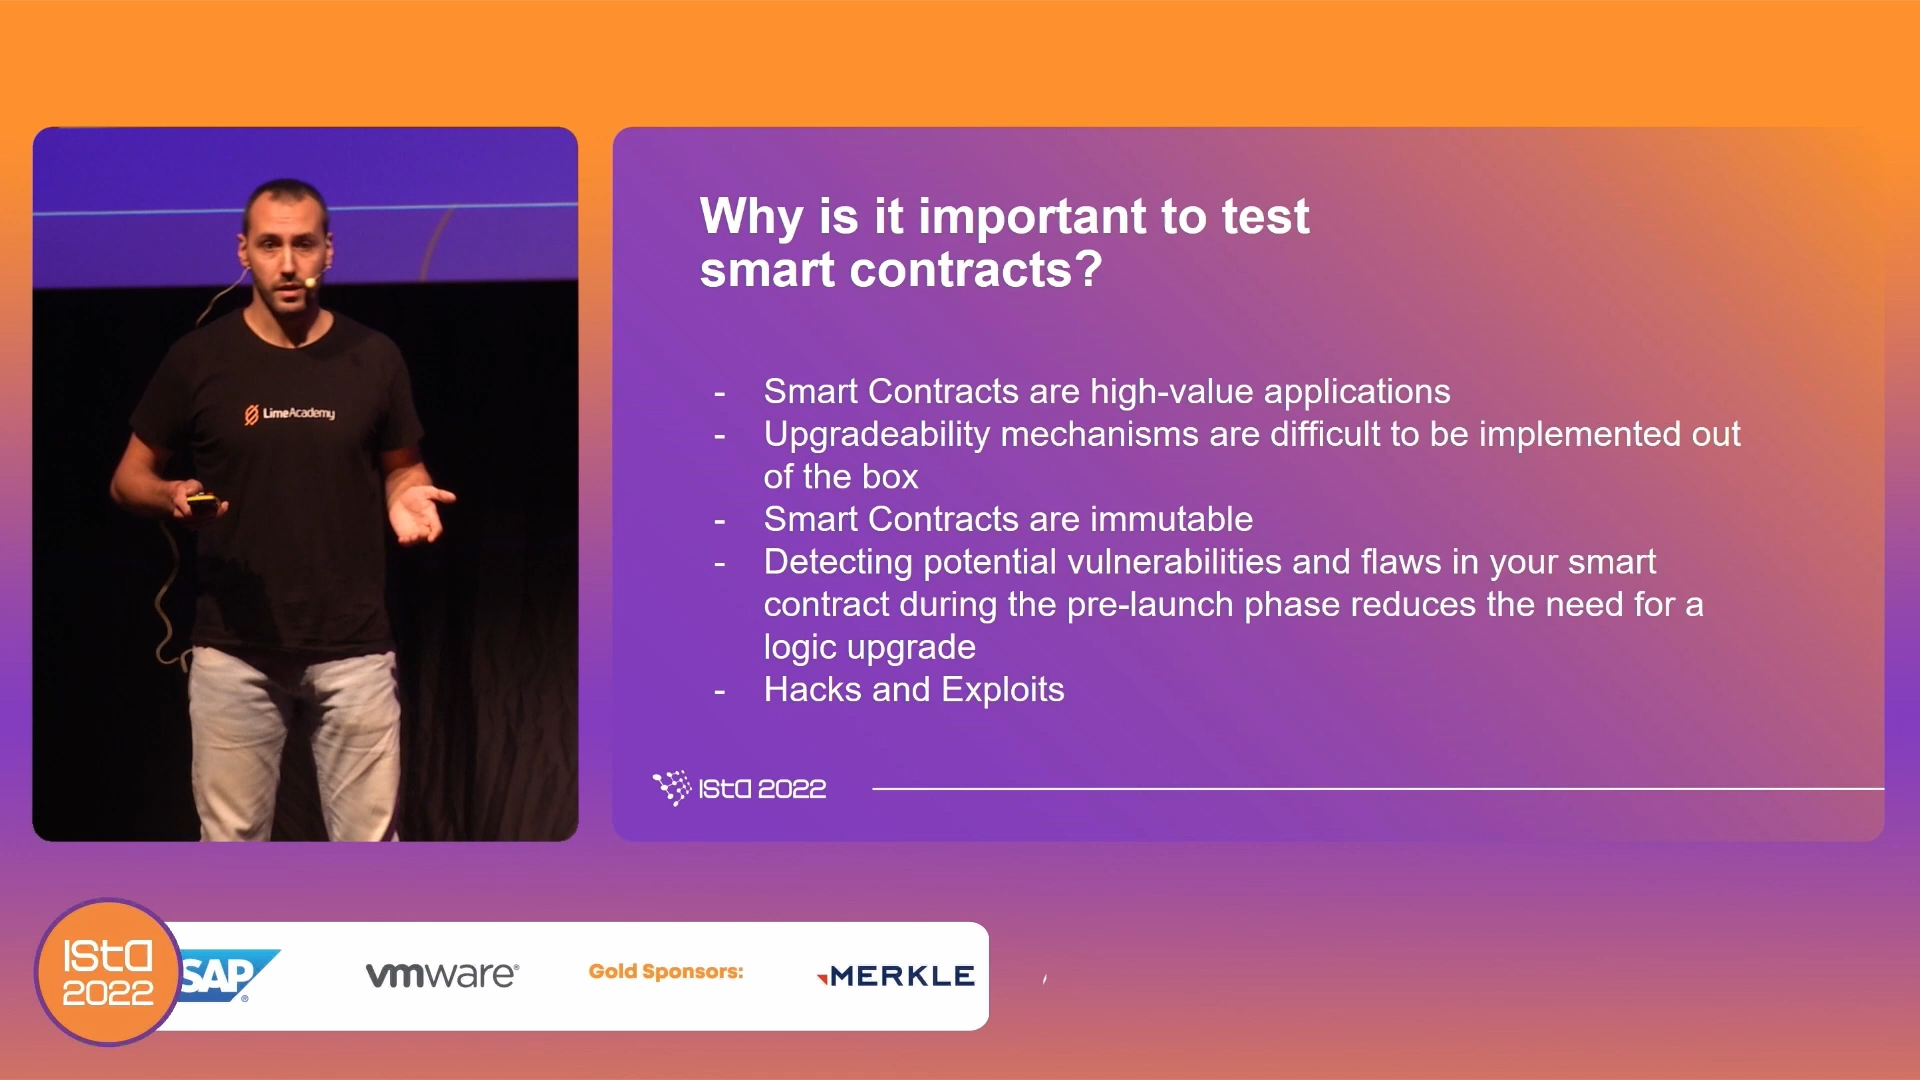 LimeAcademy
Why is it important to test
smart contracts?
- Smart Contracts are high-value applications
- Upgradeability mechanisms are difficult to be implemented out
of the box
- Smart Contracts are immutable
- Detecting potential vulnerabilities and flaws in your smart
contract during the pre-launch phase reduces the need for a
logic upgrade
- Hacks and Exploits
ISTA 2022
ISTA
2022
SAP®
vmware®
Gold Sponsors:
MERKLE